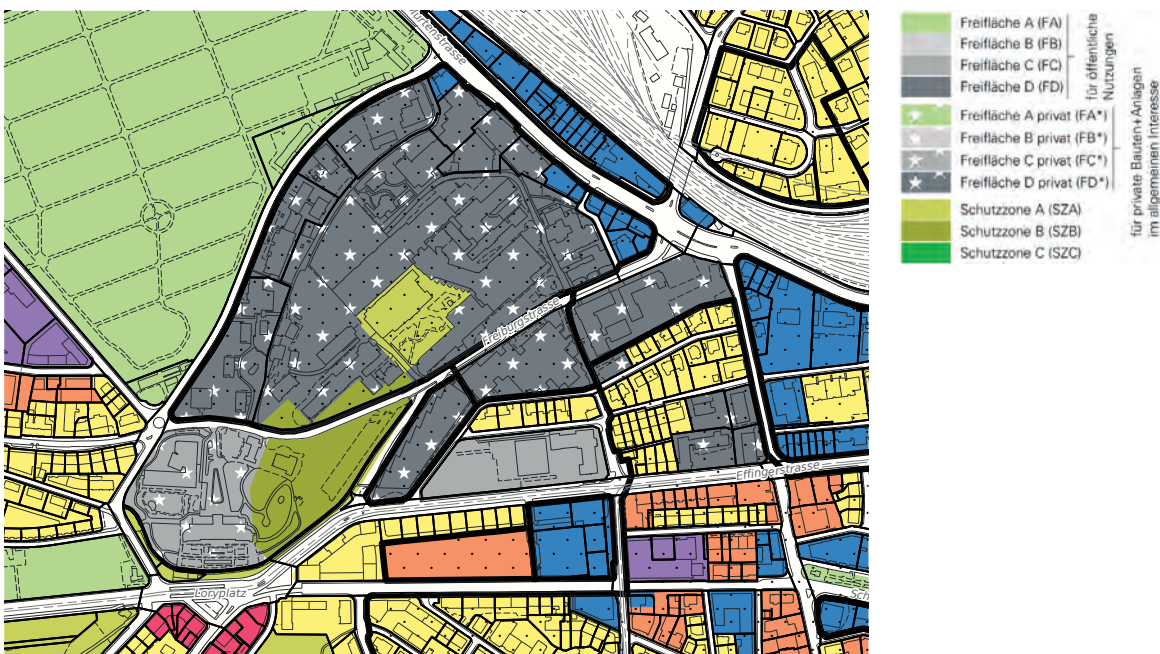 Murtenstrasse
Freiburgstrasse
Effingerstrasse
Loryplatz
Sch
Freifläche A (FA)
Freifläche B (FB)
Freifläche C (FC)
Freifläche D (FD)
für öffentliche
Nutzungen
Freifläche A privat (FA*)
Freifläche B privat (FB*)
Freifläche C privat (FC*)
Freifläche D privat (FD*)
für private Bauten+Anlagen
im allgemeinen Interesse
Schutzzone A (SZA)
Schutzzone B (SZB)
Schutzzone C (SZC)